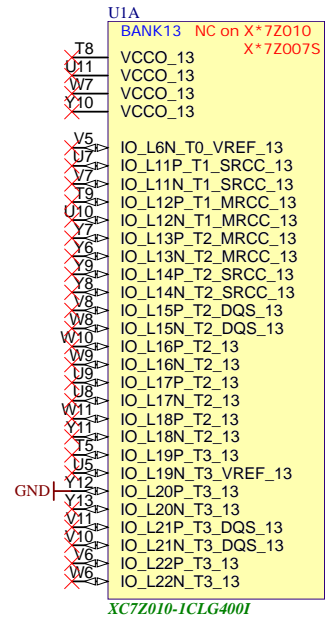 U1A
BANK13 NC on X*7Z010
X*7Z007S
T8 VCCO_13
U11 VCCO_13
W7 VCCO_13
Y10 VCCO_13
V5 IO_L6N_T0_VREF_13
U7 IO_L11P_T1_SRCC_13
V7 IO_L11N_T1_SRCC_13
T9 IO_L12P_T1_MRCC_13
U10 IO_L12N_T1_MRCC_13
Y7 IO_L13P_T2_MRCC_13
Y6 IO_L13N_T2_MRCC_13
Y9 IO_L14P_T2_SRCC_13
Y8 IO_L14N_T2_SRCC_13
V8 IO_L15P_T2_DQS_13
W8 IO_L15N_T2_DQS_13
W10 IO_L16P_T2_13
W9 IO_L16N_T2_13
U9 IO_L17P_T2_13
U8 IO_L17N_T2_13
W11 IO_L18P_T2_13
Y11 IO_L18N_T2_13
T5 IO_L19P_T3_13
U5 IO_L19N_T3_VREF_13
GND Y12 IO_L20P_T3_13
Y13 IO_L20N_T3_13
V11 IO_L21P_T3_DQS_13
V10 IO_L21N_T3_DQS_13
V6 IO_L22P_T3_13
W6 IO_L22N_T3_13
XC7Z010-1CLG400I